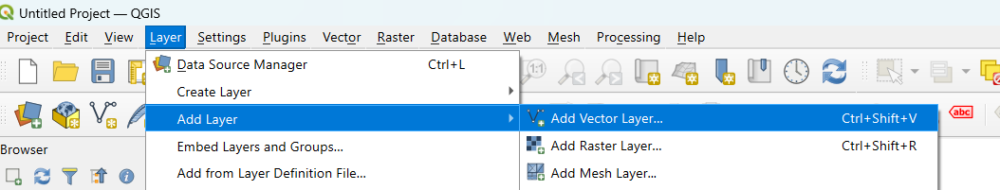 Untitled Project — QGIS
Project Edit View Layer Settings Plugins Vector Raster Database Web Mesh Processing Help
Data Source Manager Ctrl+L
1:1
Create Layer
Add Layer
Add Vector Layer... Ctrl+Shift+V
abc
Embed Layers and Groups...
Add Raster Layer... Ctrl+Shift+R
Browser
Add from Layer Definition File...
Add Mesh Layer...